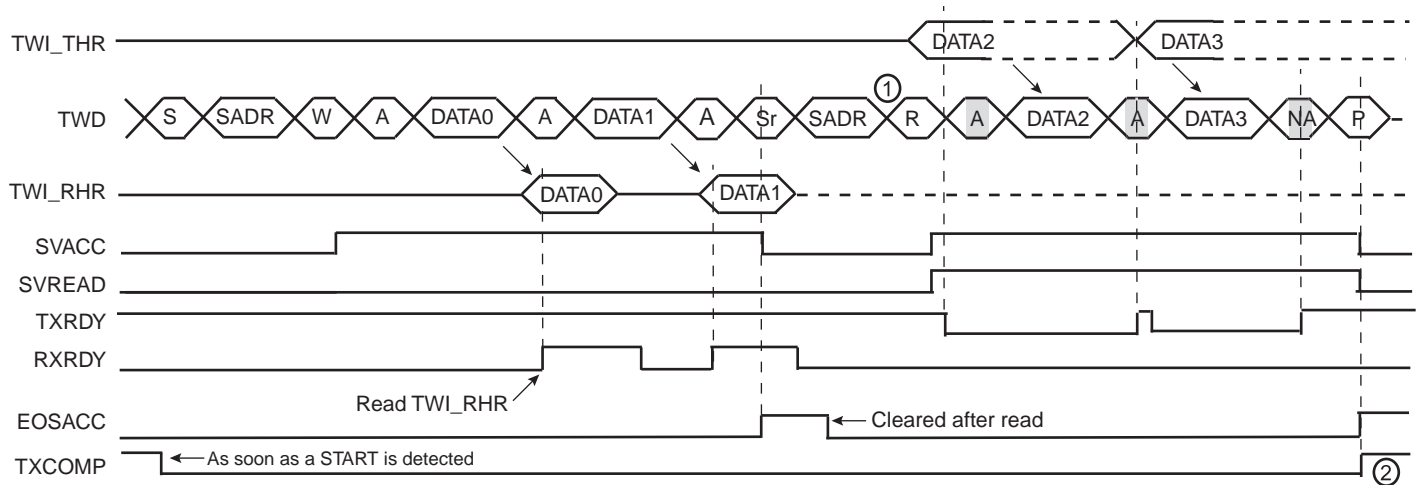 TWI_THR DATA2 DATA3
①
TWD S SADR W A DATA0 A DATA1 A Sr SADR R A DATA2 A DATA3 NA P
TWI_RHR DATA0 DATA1
SVACC
SVREAD
TXRDY
RXRDY
Read TWI_RHR
EOSACC Cleared after read
TXCOMP As soon as a START is detected ②